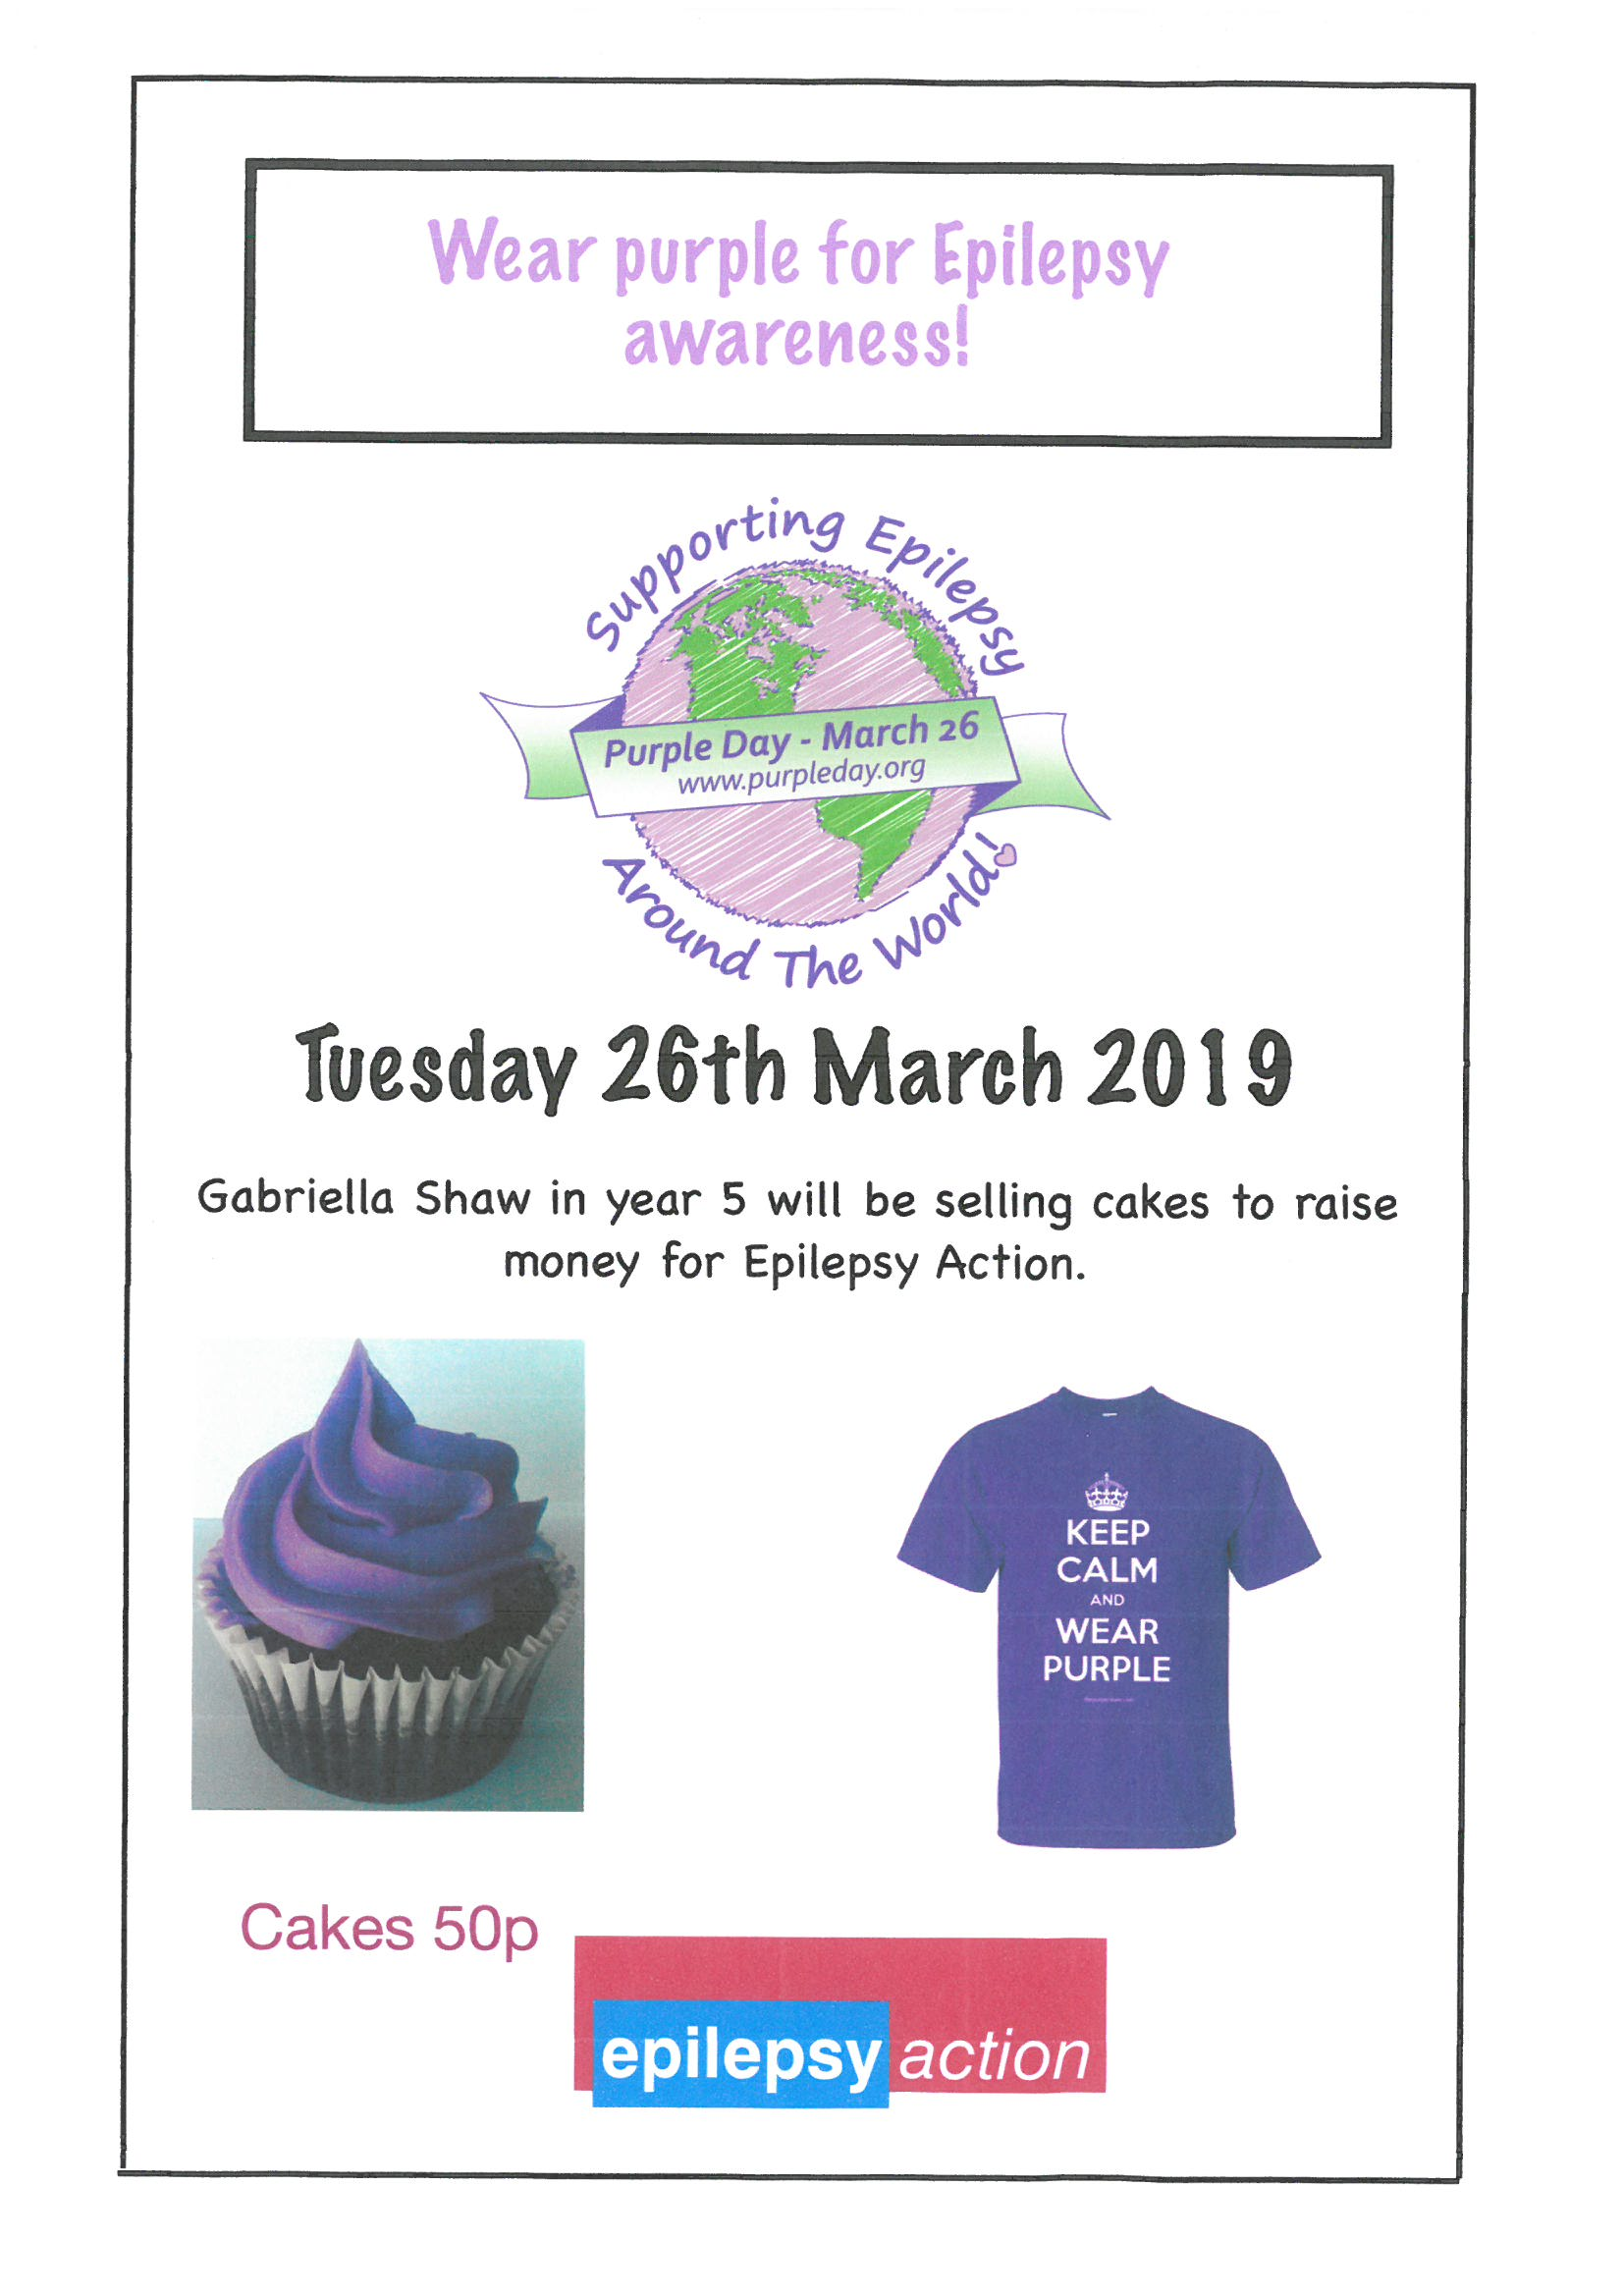 Wear purple for Epilepsy
awareness!
Supporting Epilepsy
Purple Day - March 26
www.purpleday.org
Around The World!
Tuesday 26th March 2019
Gabriella Shaw in year 5 will be selling cakes to raise
money for Epilepsy Action.
KEEP
CALM
AND
WEAR
PURPLE
Cakes 50p
epilepsy action